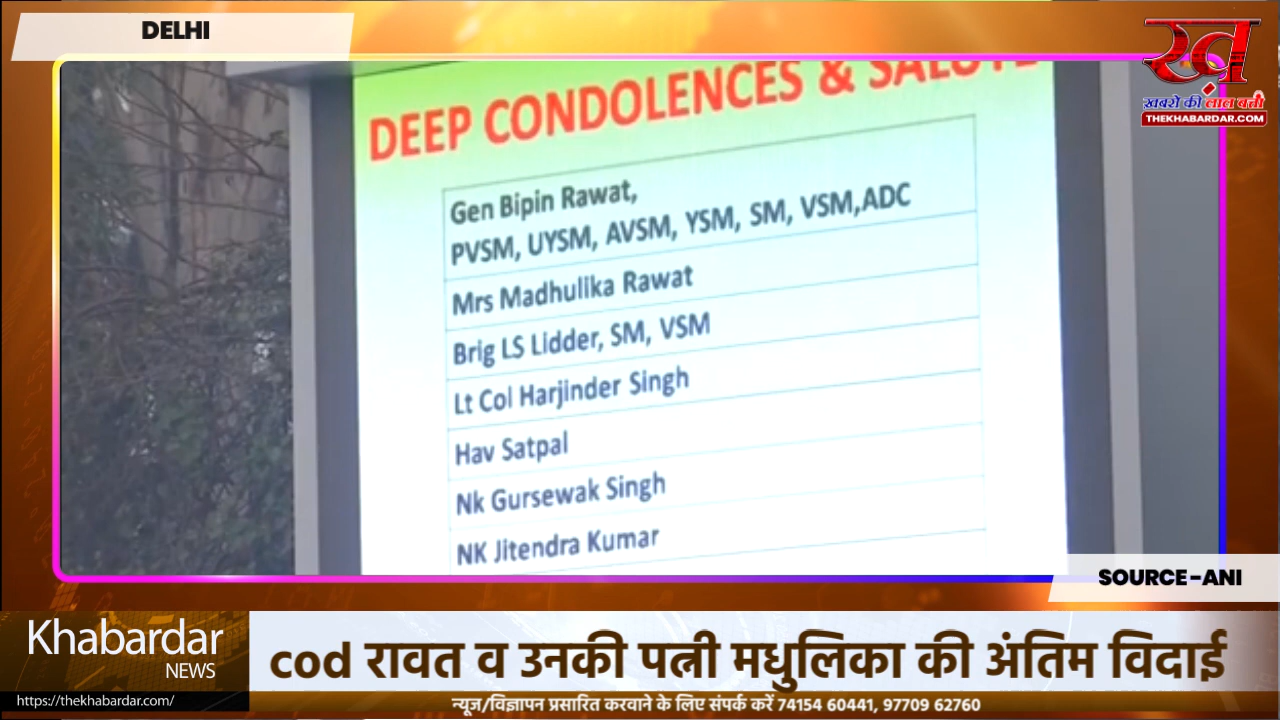 DELHI
रव
खबरो की लाल बत्ती
THEKHABARDAR.COM
DEEP CONDOLENCES & SALUTE
Gen Bipin Rawat,
PVSM, UYSM, AVSM, YSM, SM, VSM,ADC
Mrs Madhulika Rawat
Brig LS Lidder, SM, VSM
Lt Col Harjinder Singh
Hav Satpal
Nk Gursewak Singh
NK Jitendra Kumar
SOURCE-ANI
Khabardar
NEWS
cod रावत व उनकी पत्नी मधुलिका की अंतिम विदाई
https://thekhabardar.com/
न्यूज/विज्ञापन प्रसारित करवाने के लिए संपर्क करें 74154 60441, 97709 62760